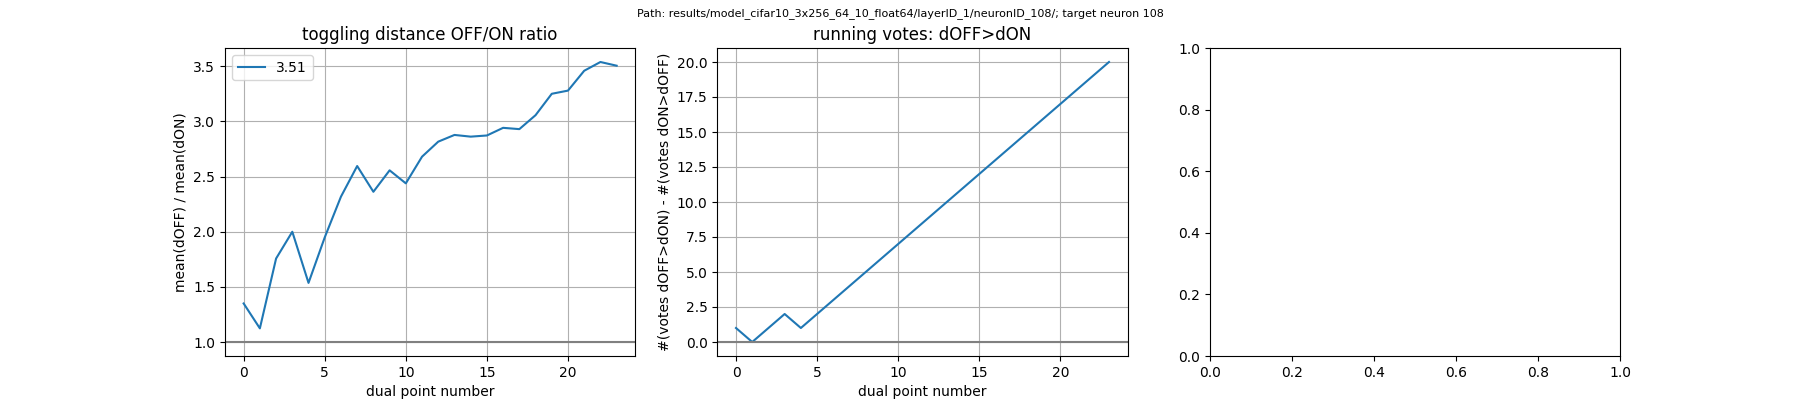 Path: results/model_cifar10_3x256_64_10_float64/layerID_1/neuronID_108/; target neuron 108
toggling distance OFF/ON ratio
3.51
mean(dOFF) / mean(dON)
3.5
3.0
2.5
2.0
1.5
1.0
0 5 10 15 20
dual point number
running votes: dOFF>dON
#(votes dOFF>dON) - #(votes dON>dOFF)
20.0
17.5
15.0
12.5
10.0
7.5
5.0
2.5
0.0
0 5 10 15 20
dual point number
1.0
0.8
0.6
0.4
0.2
0.0
0.0 0.2 0.4 0.6 0.8 1.0